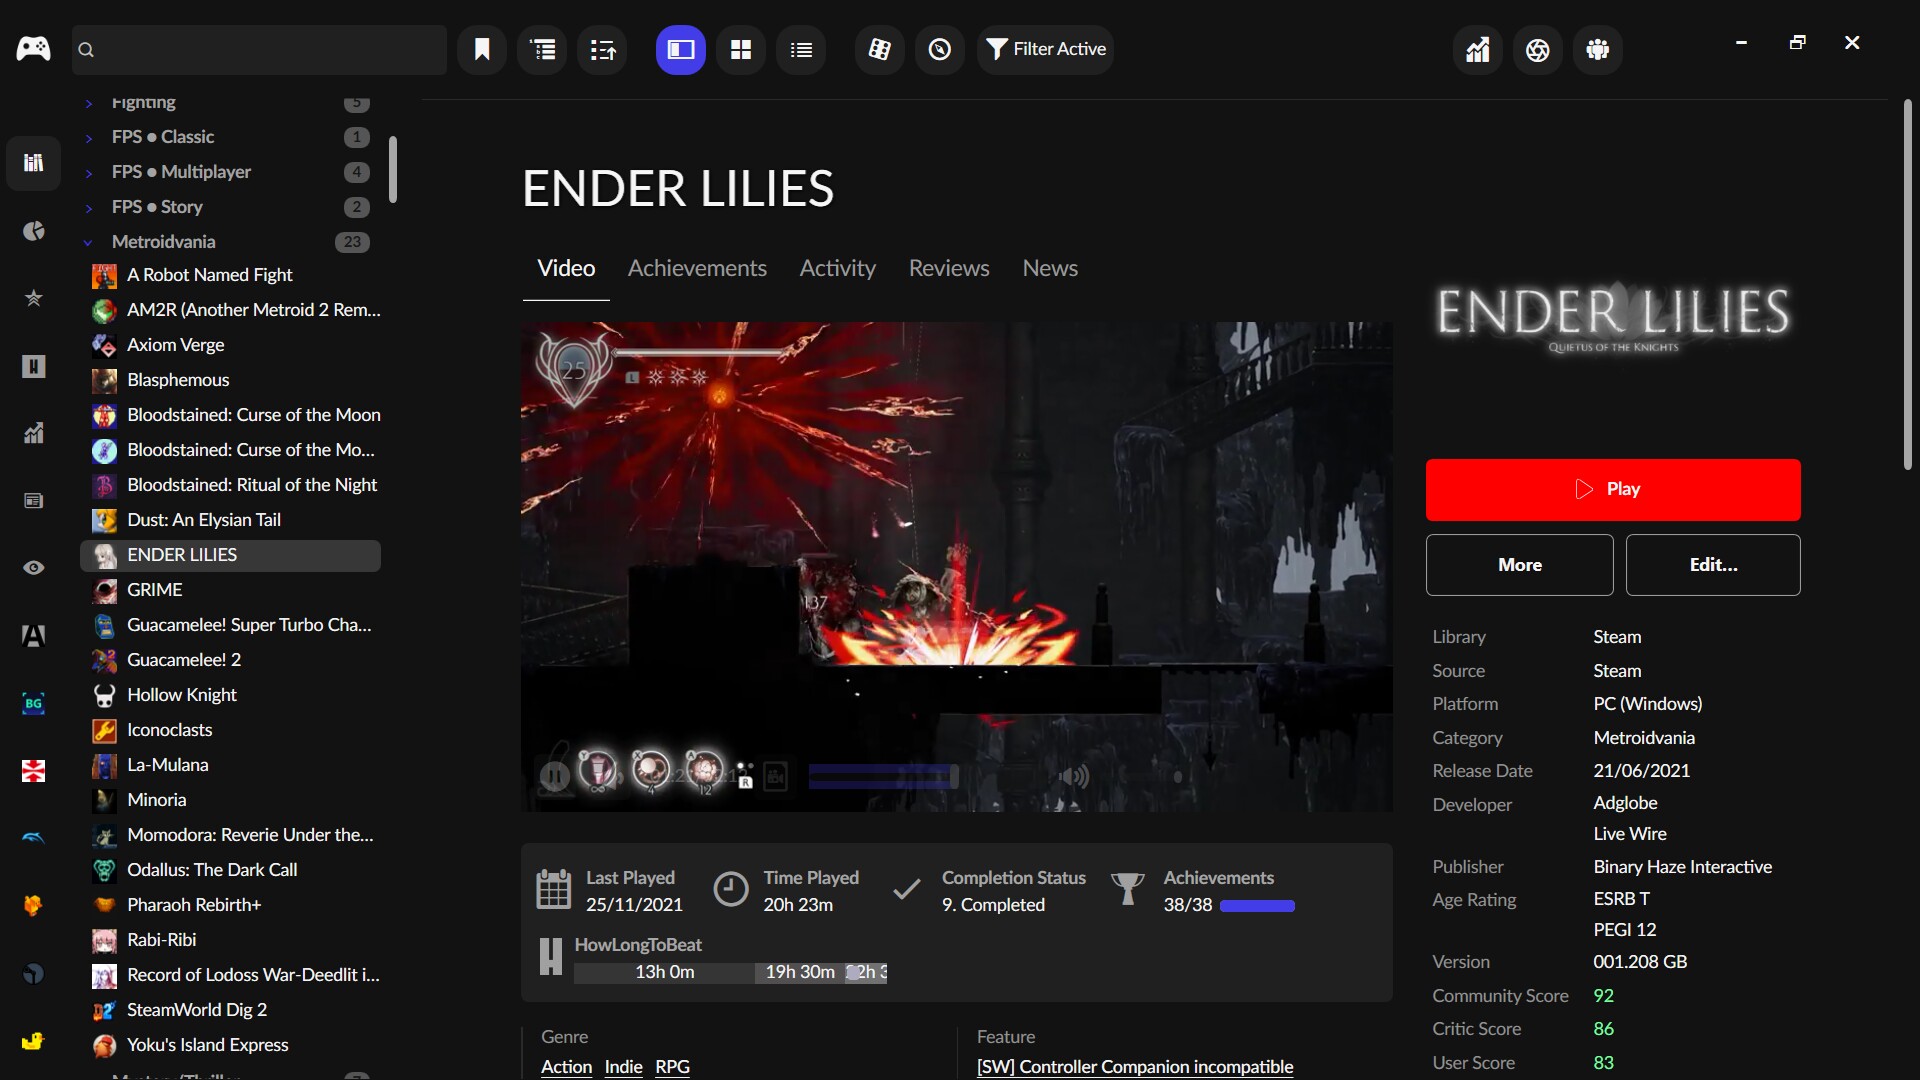 Filter Active
Fighting 5
FPS ● Classic 1
FPS ● Multiplayer 4
FPS ● Story 2
Metroidvania 23
A Robot Named Fight
AM2R (Another Metroid 2 Rem...
Axiom Verge
Blasphemous
Bloodstained: Curse of the Moon
Bloodstained: Curse of the Mo...
Bloodstained: Ritual of the Night
Dust: An Elysian Tail
ENDER LILIES
GRIME
Guacamelee! Super Turbo Cha...
Guacamelee! 2
Hollow Knight
Iconoclasts
La-Mulana
Minoria
Momodora: Reverie Under the...
Odallus: The Dark Call
Pharaoh Rebirth+
Rabi-Ribi
Record of Lodoss War-Deedlit i...
SteamWorld Dig 2
Yoku's Island Express
BG
ENDER LILIES
Video Achievements Activity Reviews News
25
L
137
Y X A R
∞ 4 12
Last Played
25/11/2021
Time Played
20h 23m
Completion Status
9. Completed
Achievements
38/38
HowLongToBeat
13h 0m 19h 30m
Genre
Action Indie RPG
Feature
[SW] Controller Companion incompatible
ENDER LILIES
QUIETUS OF THE KNIGHTS
Play
More Edit...
Library Steam
Source Steam
Platform PC (Windows)
Category Metroidvania
Release Date 21/06/2021
Developer Adglobe
Live Wire
Publisher Binary Haze Interactive
Age Rating ESRB T
PEGI 12
Version 001.208 GB
Community Score 92
Critic Score 86
User Score 83